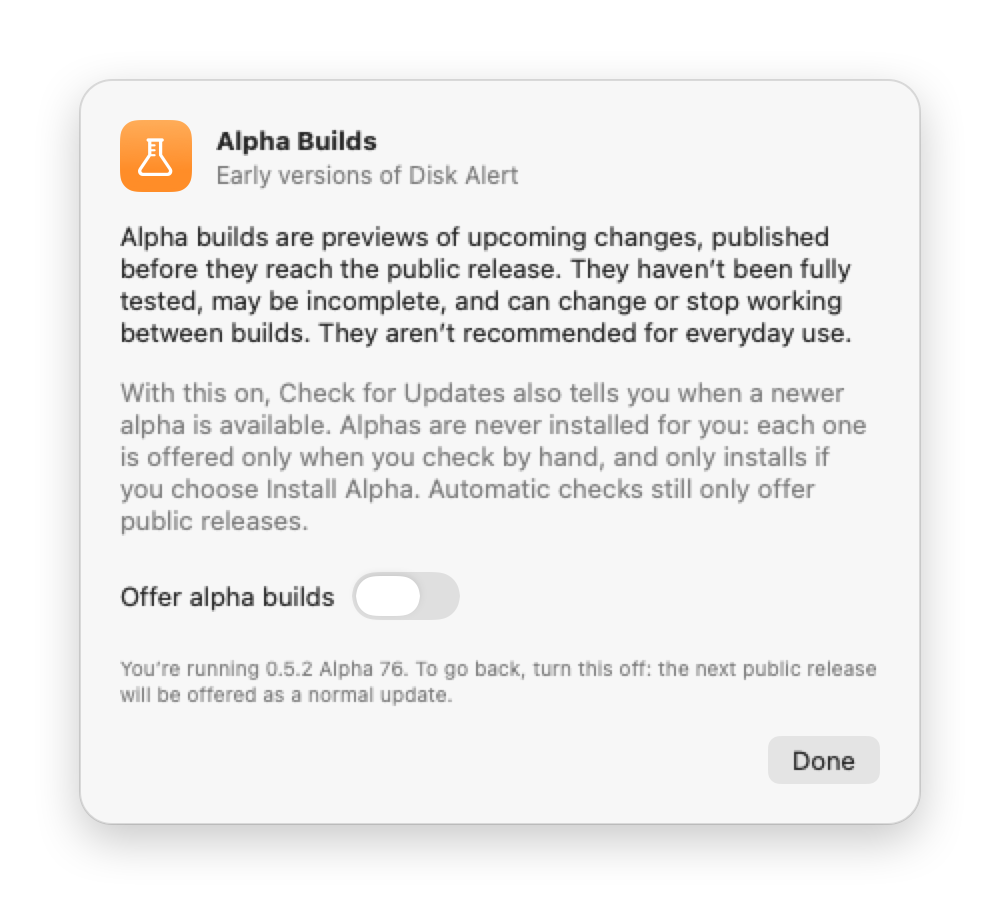 Alpha Builds
Early versions of Disk Alert
Alpha builds are previews of upcoming changes, published
before they reach the public release. They haven’t been fully
tested, may be incomplete, and can change or stop working
between builds. They aren’t recommended for everyday use.
With this on, Check for Updates also tells you when a newer
alpha is available. Alphas are never installed for you: each one
is offered only when you check by hand, and only installs if
you choose Install Alpha. Automatic checks still only offer
public releases.
Offer alpha builds
You’re running 0.5.2 Alpha 76. To go back, turn this off: the next public release
will be offered as a normal update.
Done